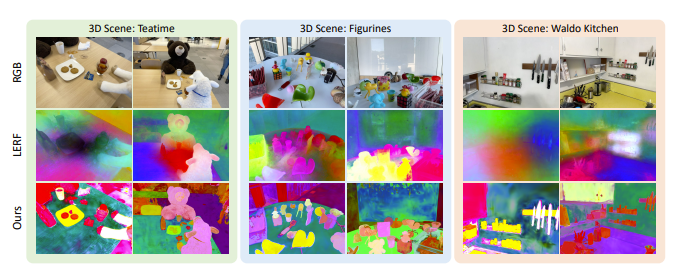 3D Scene: Teatime
3D Scene: Figurines
3D Scene: Waldo Kitchen
RGB
LERF
Ours